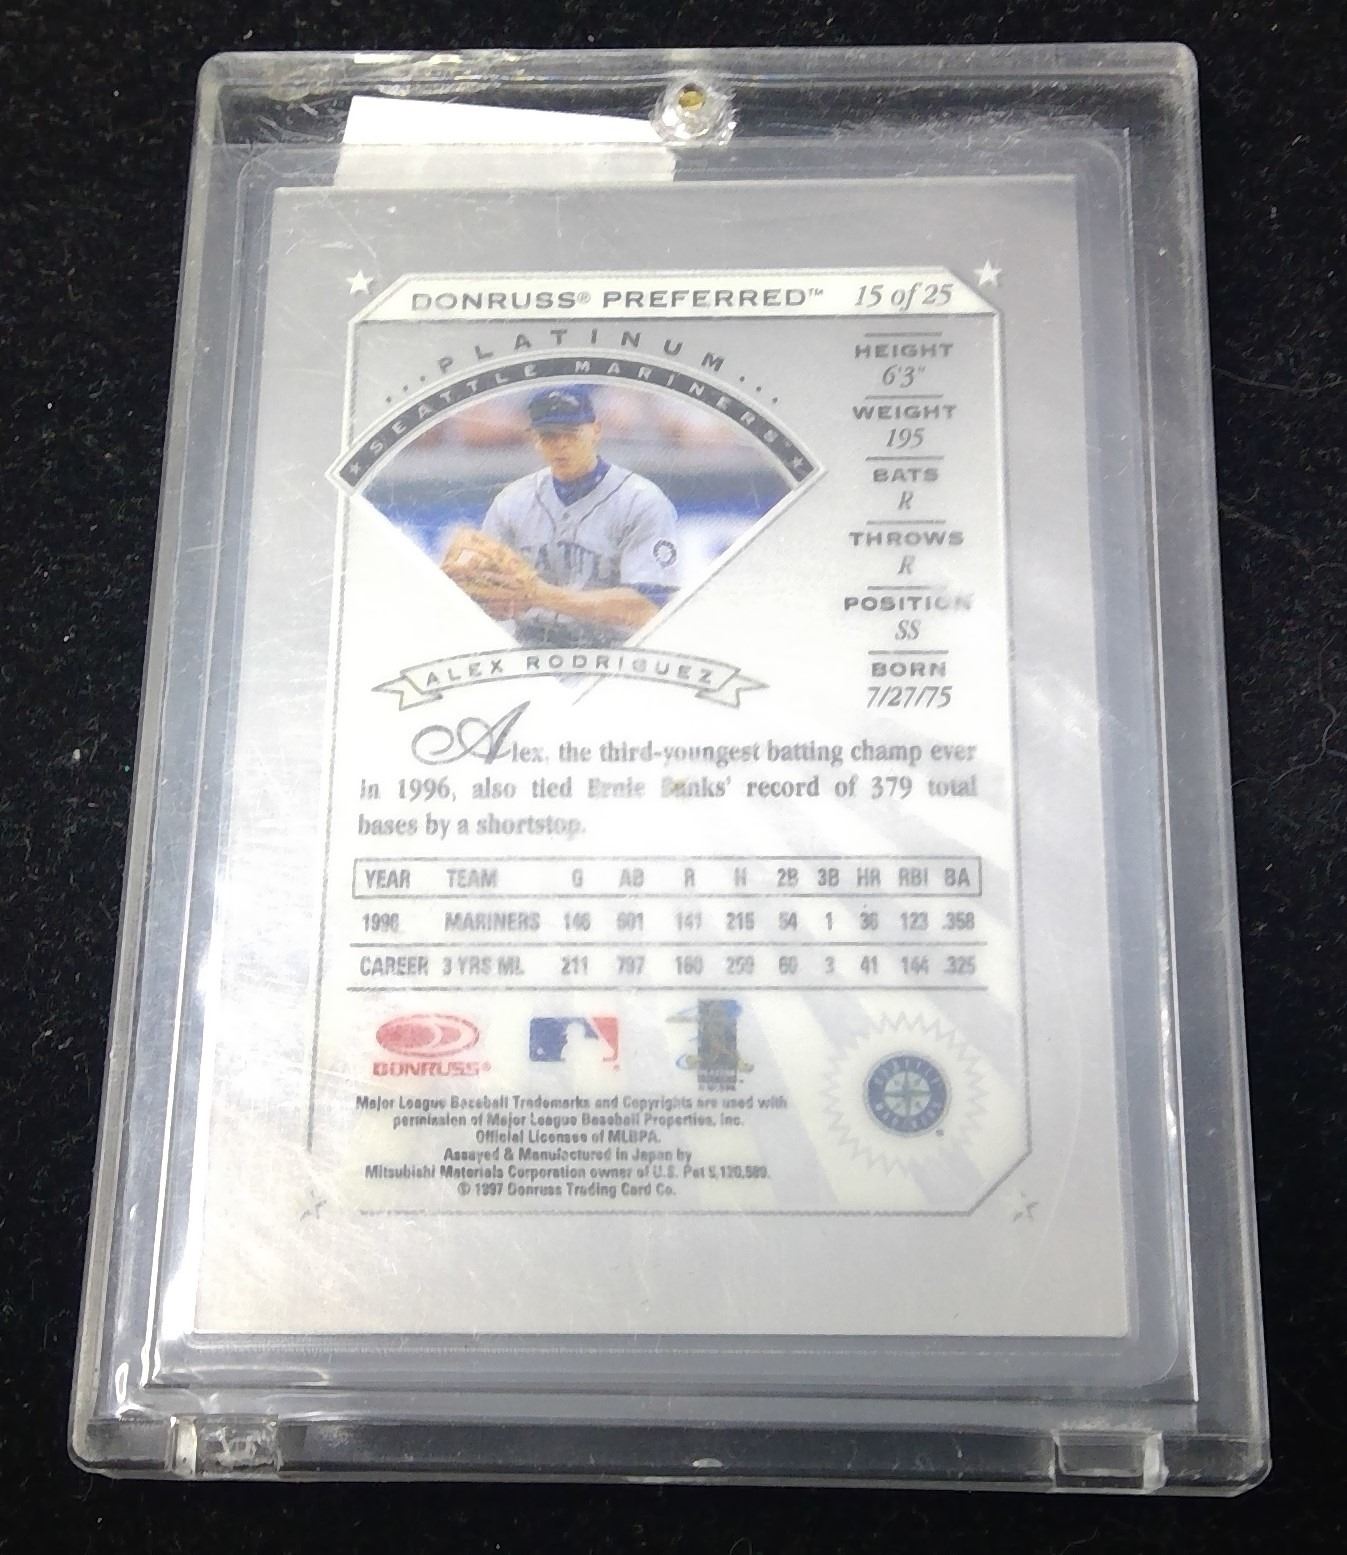 DONRUSS® PREFERRED™ 15 of 25
PLATINUM
SEATTLE MARINERS™
HEIGHT
6'3"
WEIGHT
195
BATS
R
THROWS
R
POSITION
SS
BORN
7/27/75
SEATTLE
ALEX RODRIGUEZ
Alex, the third-youngest batting champ ever
in 1996, also tied Ernie Banks' record of 379 total
bases by a shortstop.
YEAR TEAM G AB R H 2B 3B HR RBI BA
1996 MARINERS 146 601 141 215 54 1 36 123 .358
CAREER 3 YRS ML 211 797 160 259 60 3 41 144 .325
DONRUSS®
Major League Baseball Trademarks and Copyrights are used with
permission of Major League Baseball Properties, Inc.
Official Licensee of MLBPA.
Assayed & Manufactured in Japan by
Mitsubishi Materials Corporation owner of U.S. Pat 5,120,589.
© 1997 Donruss Trading Card Co.